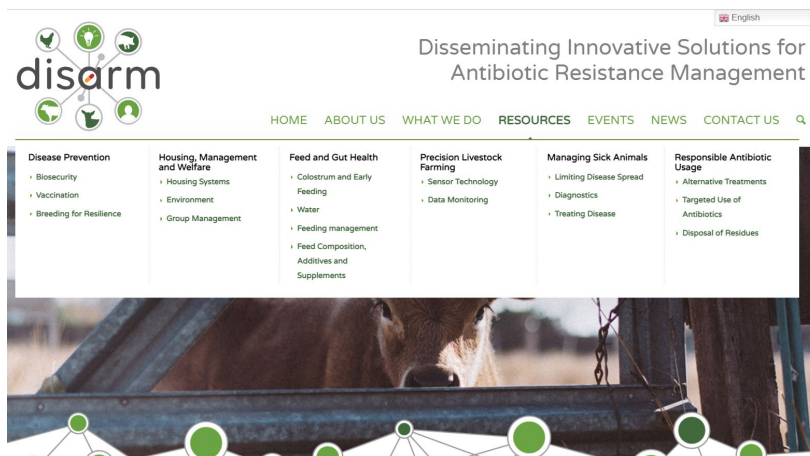 English
disarm
Disseminating Innovative Solutions for
Antibiotic Resistance Management
HOME ABOUT US WHAT WE DO RESOURCES EVENTS NEWS CONTACT US
Disease Prevention
Biosecurity
Vaccination
Breeding for Resilience
Housing, Management
and Welfare
Housing Systems
Environment
Group Management
Feed and Gut Health
Colostrum and Early
Feeding
Water
Feeding management
Feed Composition,
Additives and
Supplements
Precision Livestock
Farming
Sensor Technology
Data Monitoring
Managing Sick Animals
Limiting Disease Spread
Diagnostics
Treating Disease
Responsible Antibiotic
Usage
Alternative Treatments
Targeted Use of
Antibiotics
Disposal of Residues